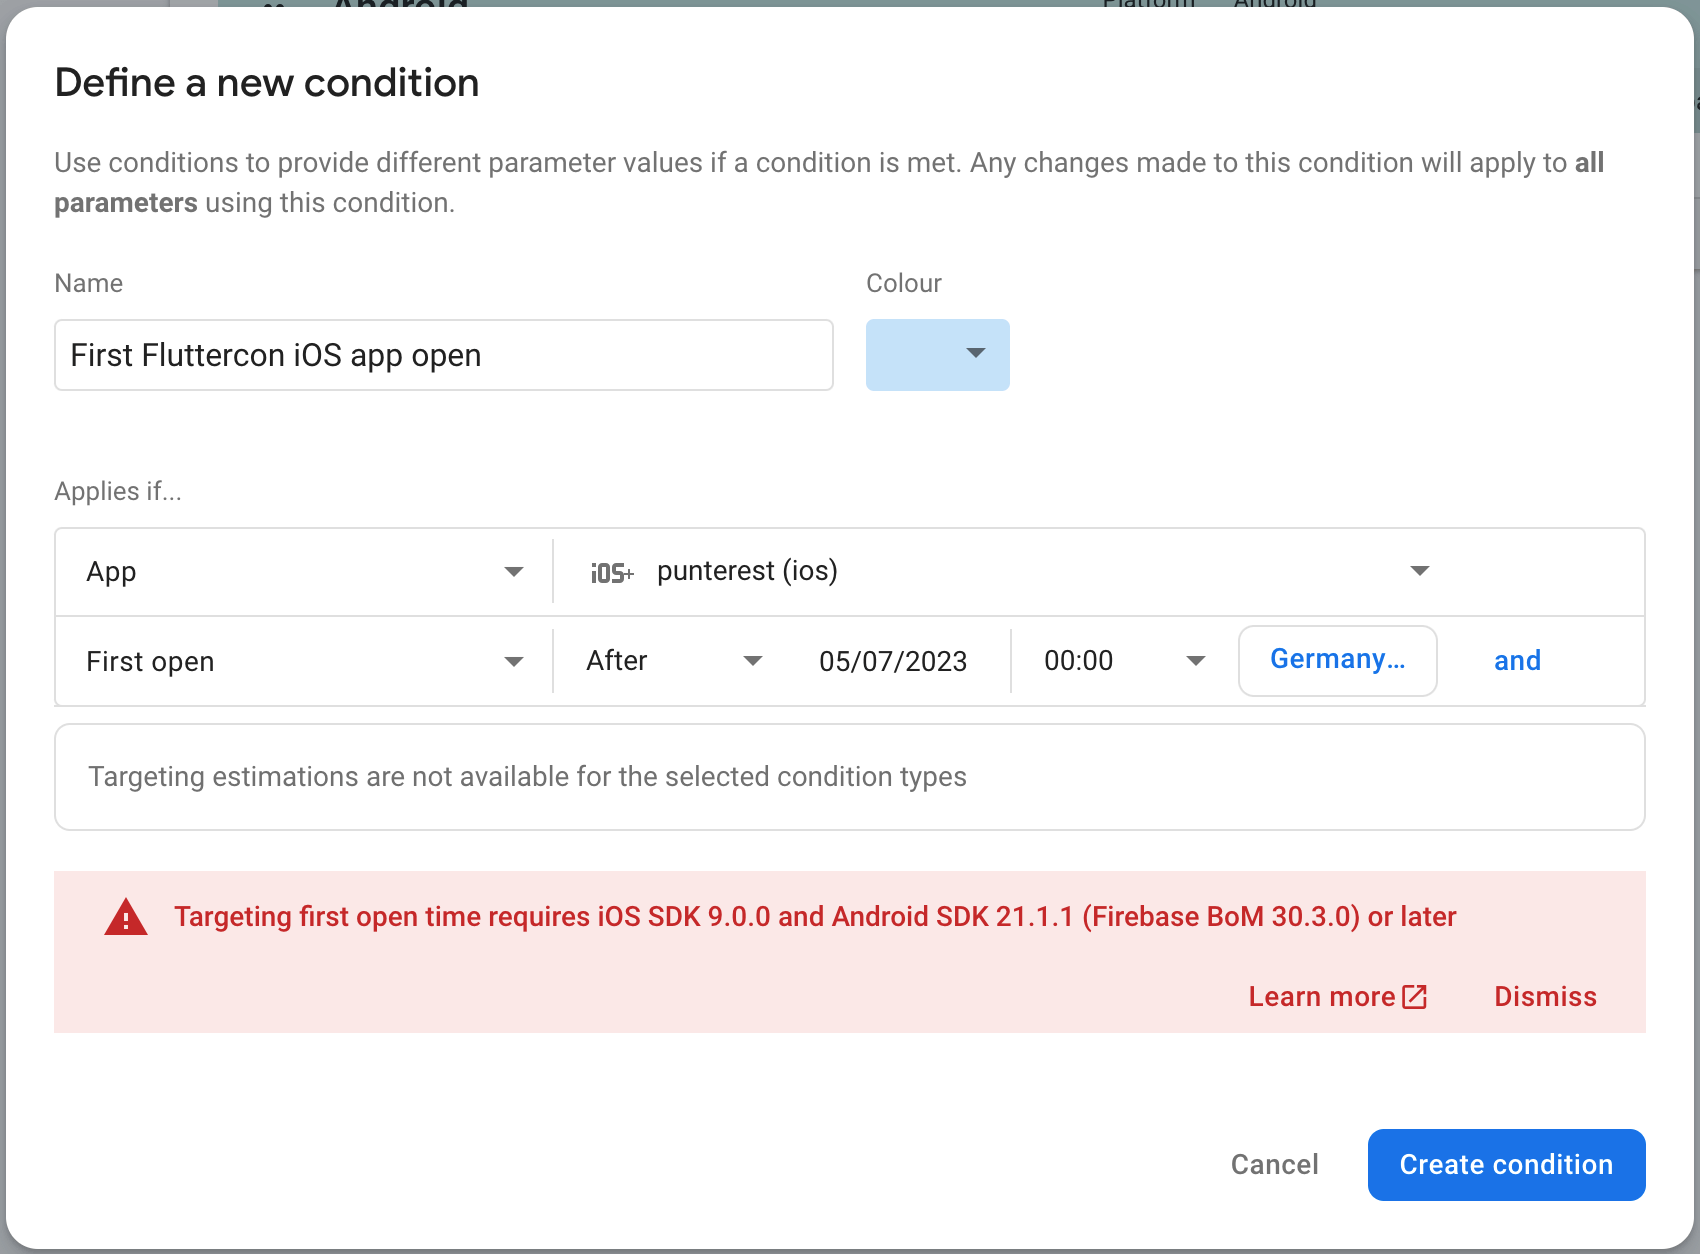 Android
Platform Android
Define a new condition
Use conditions to provide different parameter values if a condition is met. Any changes made to this condition will apply to all
parameters using this condition.
Name
Colour
First Fluttercon iOS app open
Applies if...
App
iOS+ punterest (ios)
First open
After
05/07/2023
00:00
Germany...
and
Targeting estimations are not available for the selected condition types
Targeting first open time requires iOS SDK 9.0.0 and Android SDK 21.1.1 (Firebase BoM 30.3.0) or later
Learn more
Dismiss
Cancel
Create condition